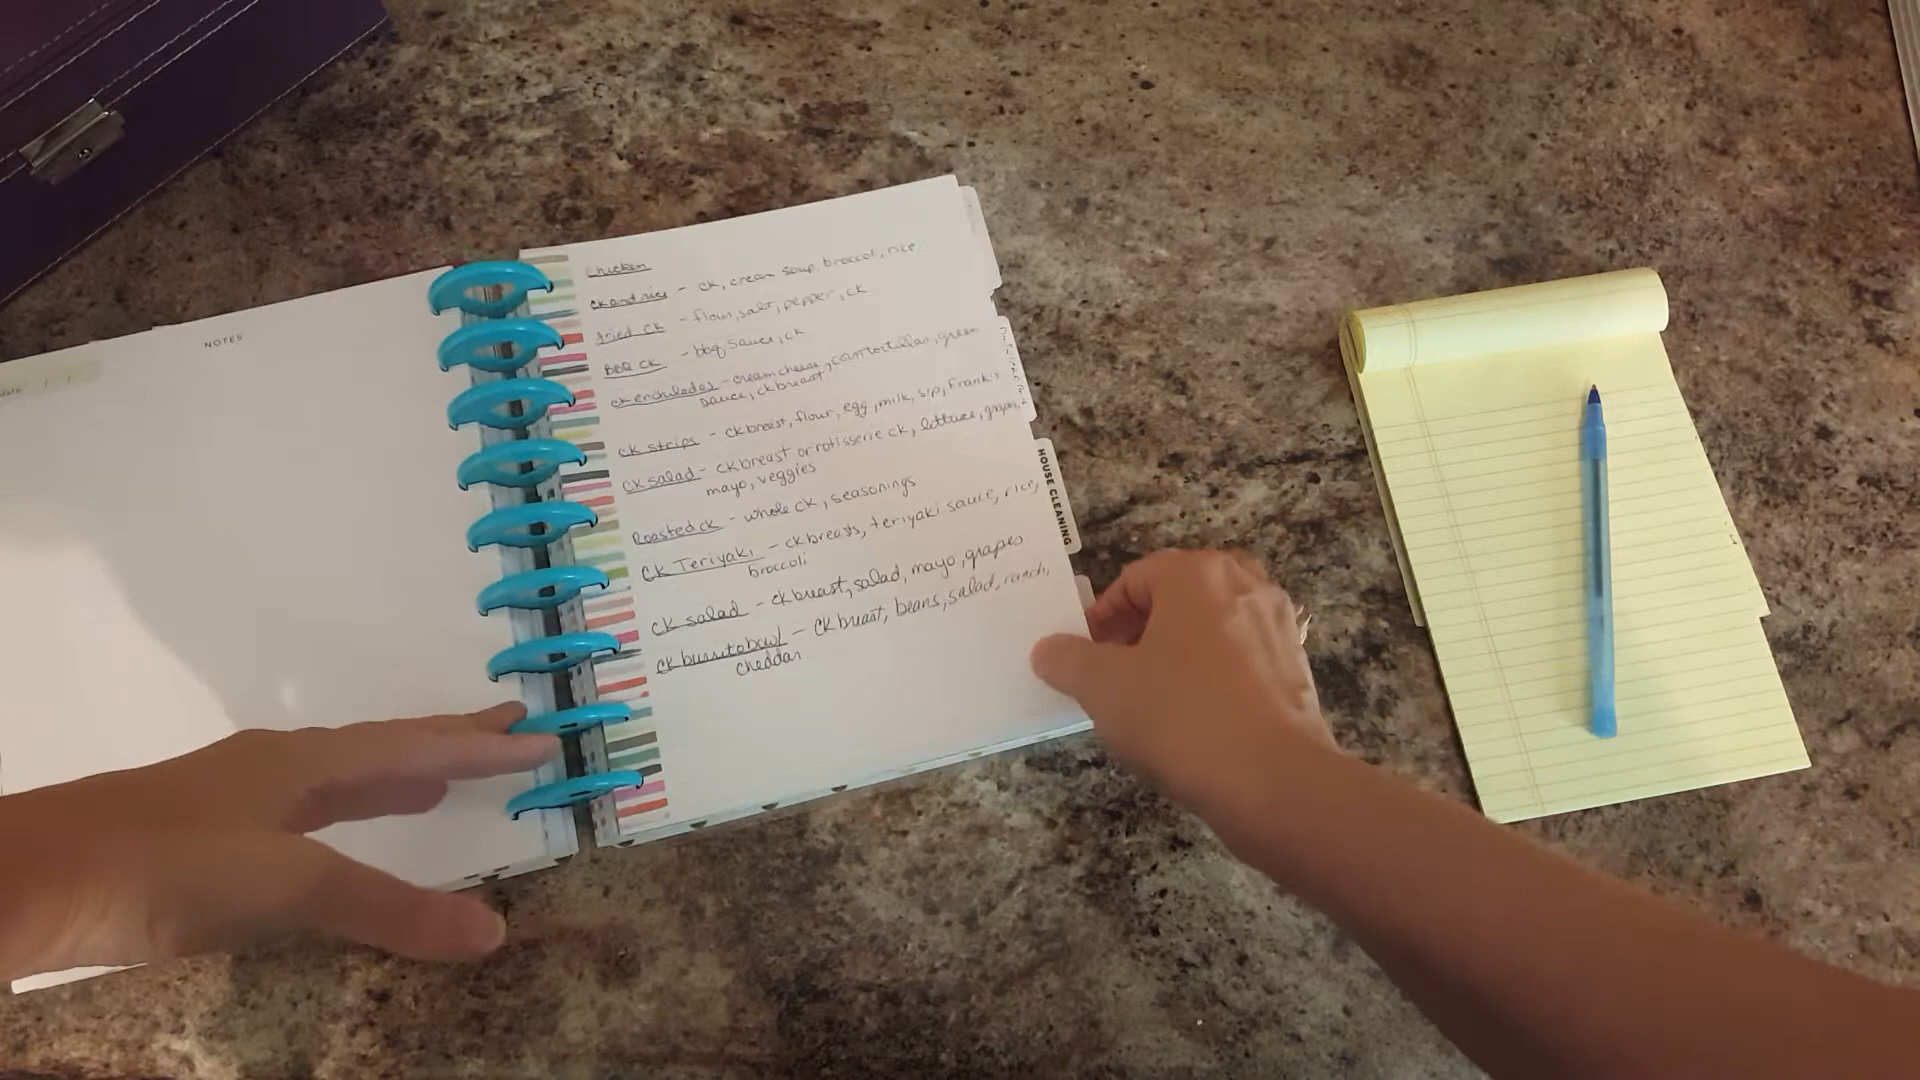 NOTES
Chicken
CK and rice - CK, cream soup, broccoli, rice
fried CK - flour, salt, pepper, CK
BBQ CK - bbq sauce, CK
CK enchiladas - cream cheese, corn tortillas, green
sauce, CK breast
CK strips - CK breast, flour, egg, milk, s&p, Frank's
CK salad - CK breast or rotisserie CK, lettuce, grapes,
mayo, veggies
Roasted CK - whole CK, seasonings
CK Teriyaki - CK breasts, teriyaki sauce, rice,
broccoli
CK salad - CK breast, salad, mayo, grapes
CK burrito bowl - CK breast, beans, salad, ranch,
cheddar
HOUSE CLEANING